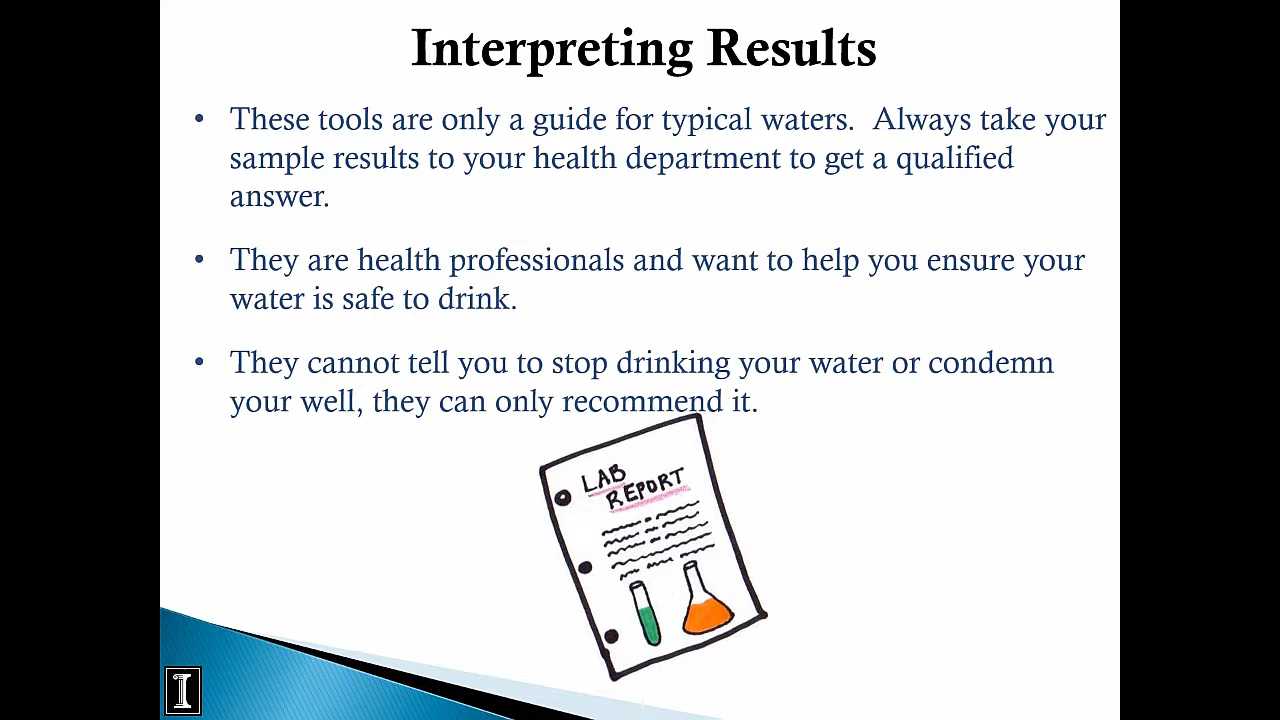 Interpreting Results
• These tools are only a guide for typical waters.  Always take your
sample results to your health department to get a qualified
answer.
• They are health professionals and want to help you ensure your
water is safe to drink.
• They cannot tell you to stop drinking your water or condemn
your well, they can only recommend it.
LAB
REPORT
I